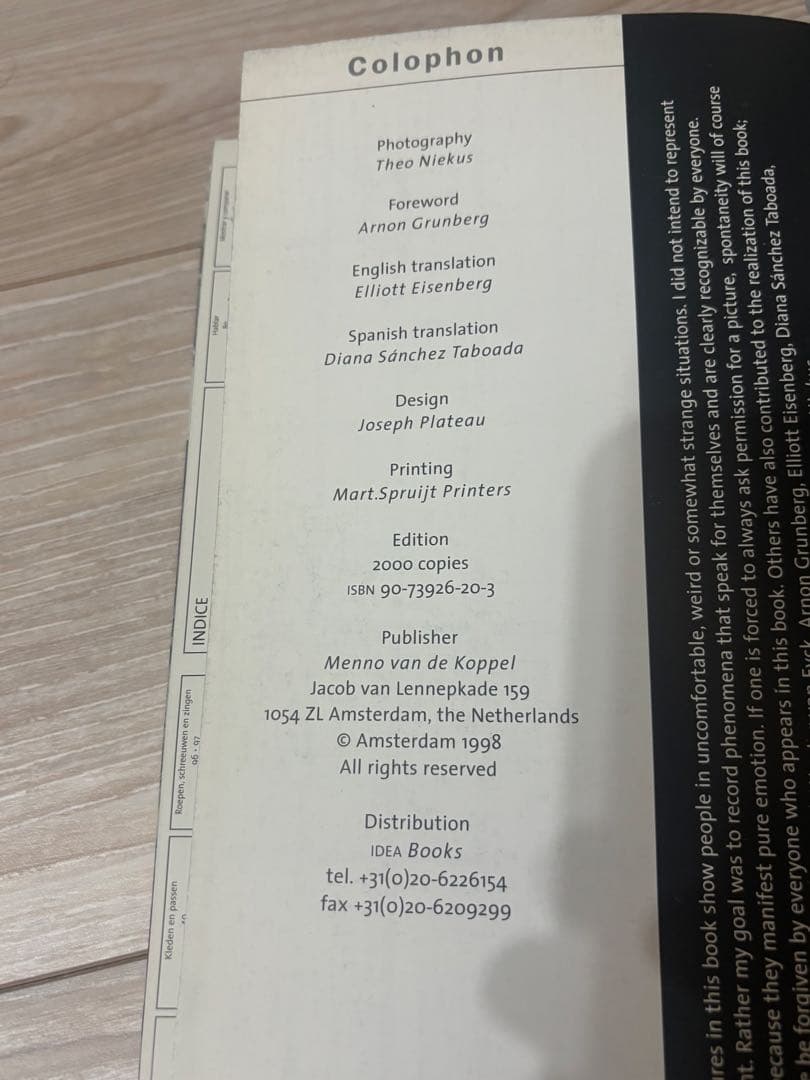 Colophon
Photography
Theo Niekus
Foreword
Arnon Grunberg
English translation
Elliott Eisenberg
Spanish translation
Diana Sánchez Taboada
Design
Joseph Plateau
Printing
Mart.Spruijt Printers
Edition
2000 copies
ISBN 90-73926-20-3
Publisher
Menno van de Koppel
Jacob van Lennepkade 159
1054 ZL Amsterdam, the Netherlands
© Amsterdam 1998
All rights reserved
Distribution
IDEA Books
tel. +31(0)20-6226154
fax +31(0)20-6209299
Hablar
INDICE
Roepen, schreeuwen en zingen
96 - 97
Kleden en passen
res in this book show people in uncomfortable, weird or somewhat strange situations. I did not intend to represent
t. Rather my goal was to record phenomena that speak for themselves and are clearly recognizable by everyone.
ecause they manifest pure emotion. If one is forced to always ask permission for a picture, spontaneity will of course
be forgiven by everyone who appears in this book. Others have also contributed to the realization of this book;
Arnon Grunberg, Elliott Eisenberg, Diana Sánchez Taboada,